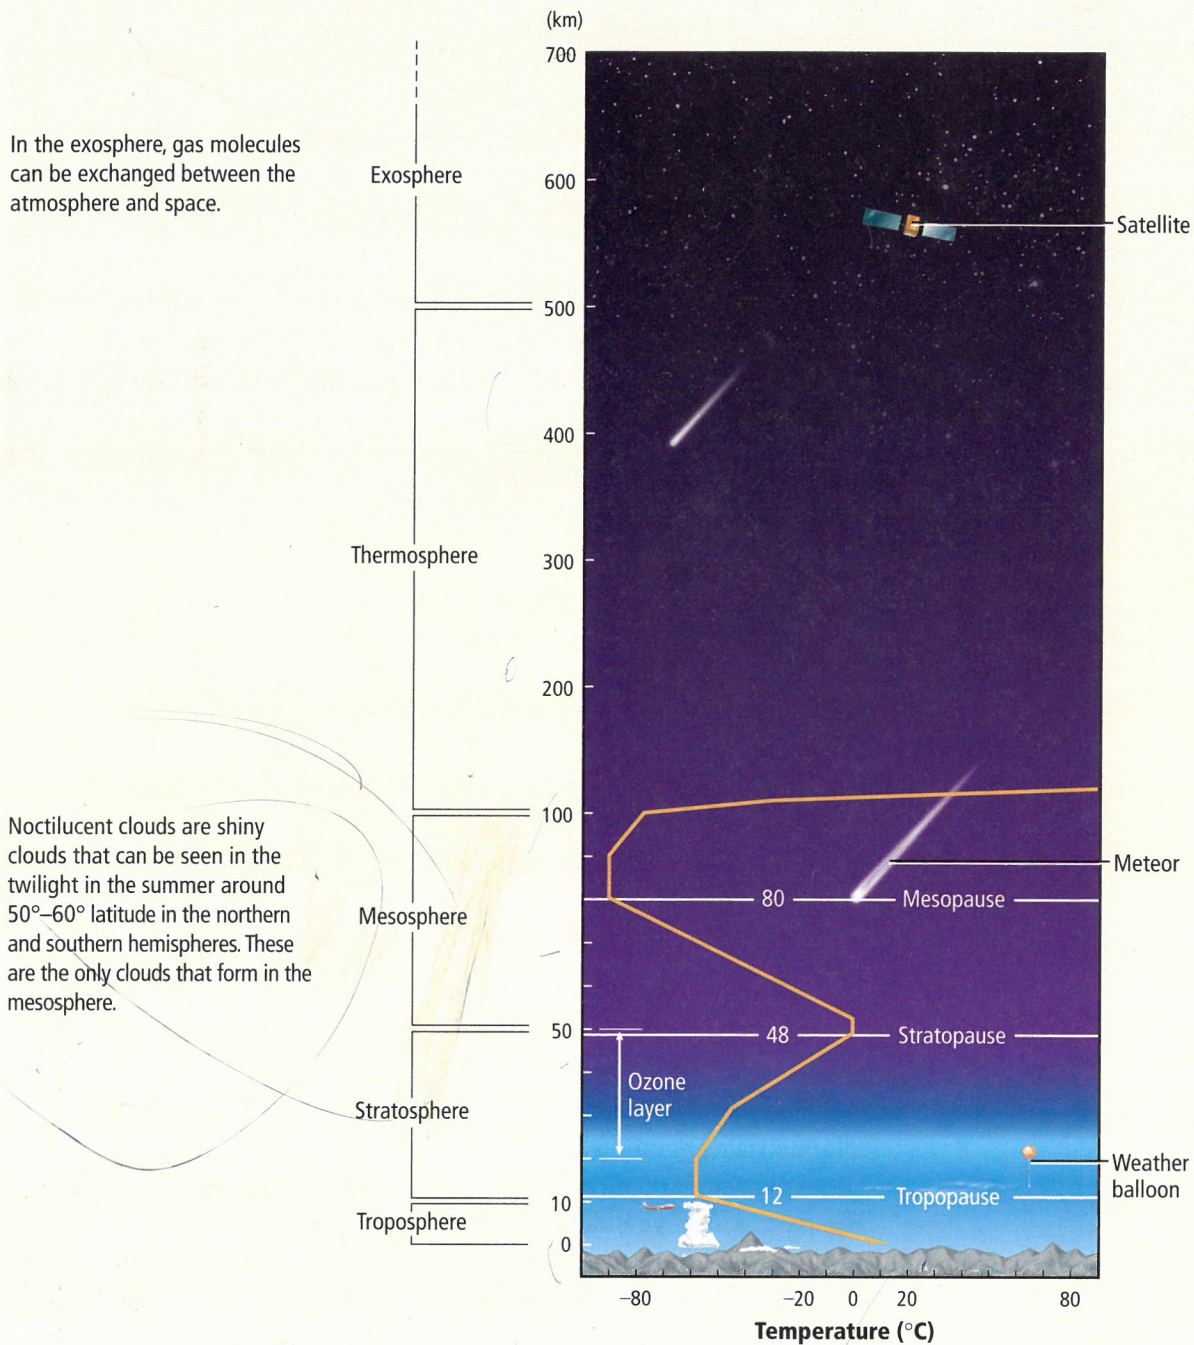 (km)
700
In the exosphere, gas molecules
can be exchanged between the
atmosphere and space.
Exosphere
600
Satellite
500
400
Thermosphere
300
200
100
Noctilucent clouds are shiny
clouds that can be seen in the
twilight in the summer around
50°–60° latitude in the northern
and southern hemispheres. These
are the only clouds that form in the
mesosphere.
Meteor
80
Mesopause
Mesosphere
50
48
Stratopause
Ozone
layer
Stratosphere
Weather
balloon
12
Tropopause
10
Troposphere
0
–80
–20
0
20
80
Temperature (°C)